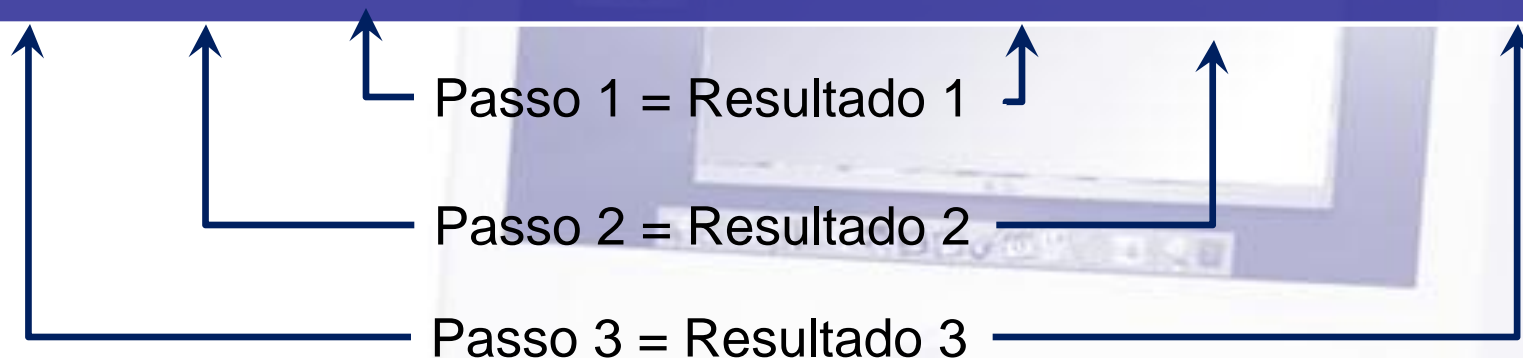 Passo 1 = Resultado 1
Passo 2 = Resultado 2
Passo 3 = Resultado 3